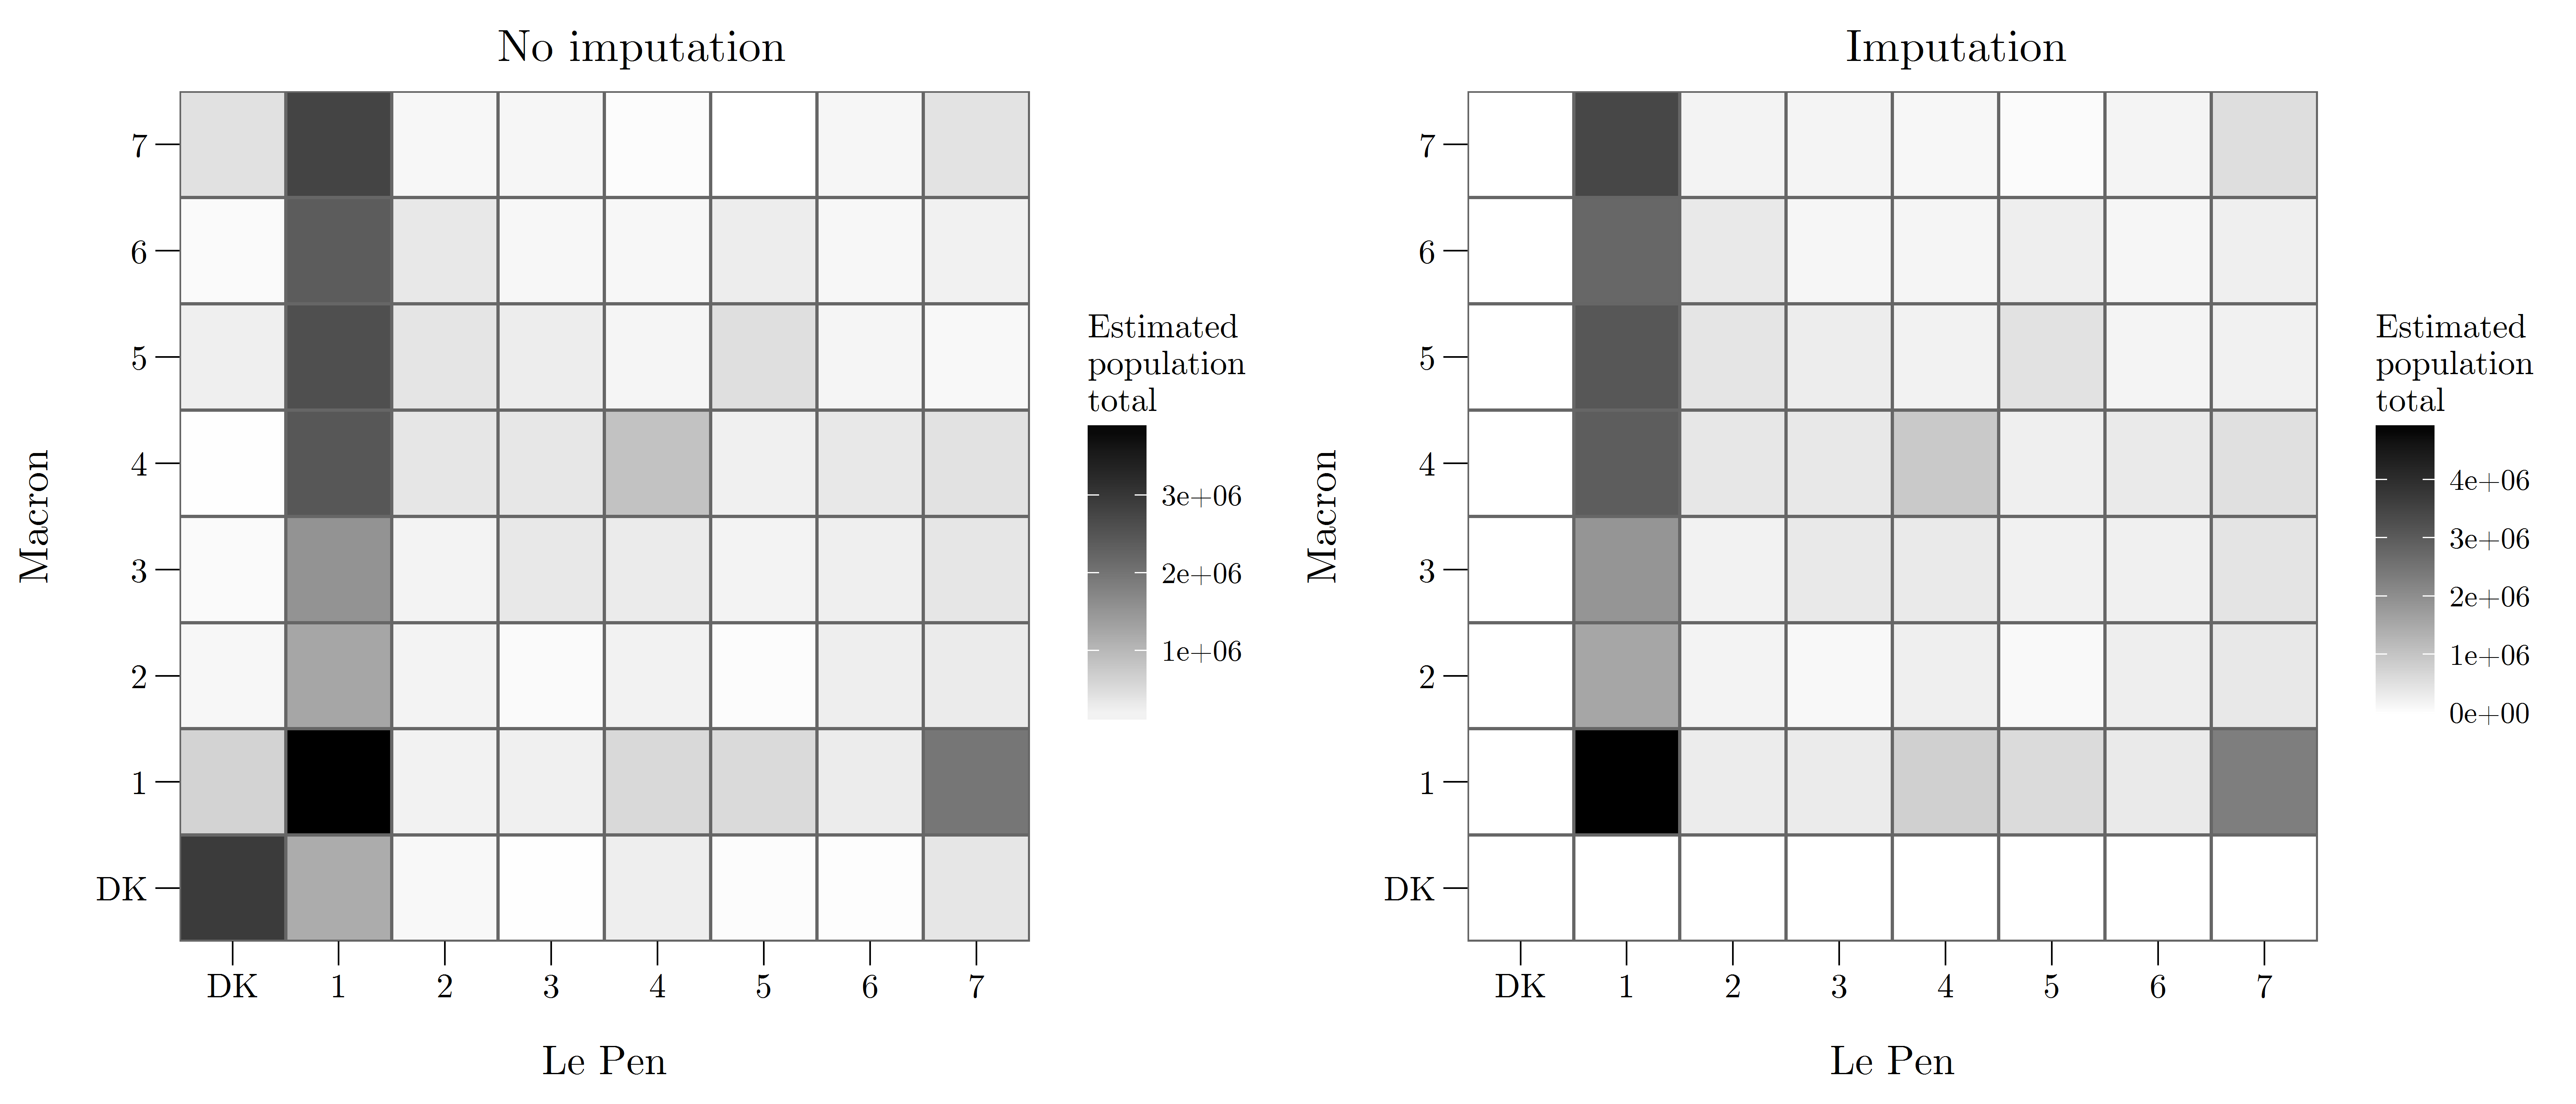 No imputation
Macron
7
6
5
4
3
2
1
DK
DK 1 2 3 4 5 6 7
Le Pen
Estimated
population
total
3e+06
2e+06
1e+06
Imputation
Macron
7
6
5
4
3
2
1
DK
DK 1 2 3 4 5 6 7
Le Pen
Estimated
population
total
4e+06
3e+06
2e+06
1e+06
0e+00